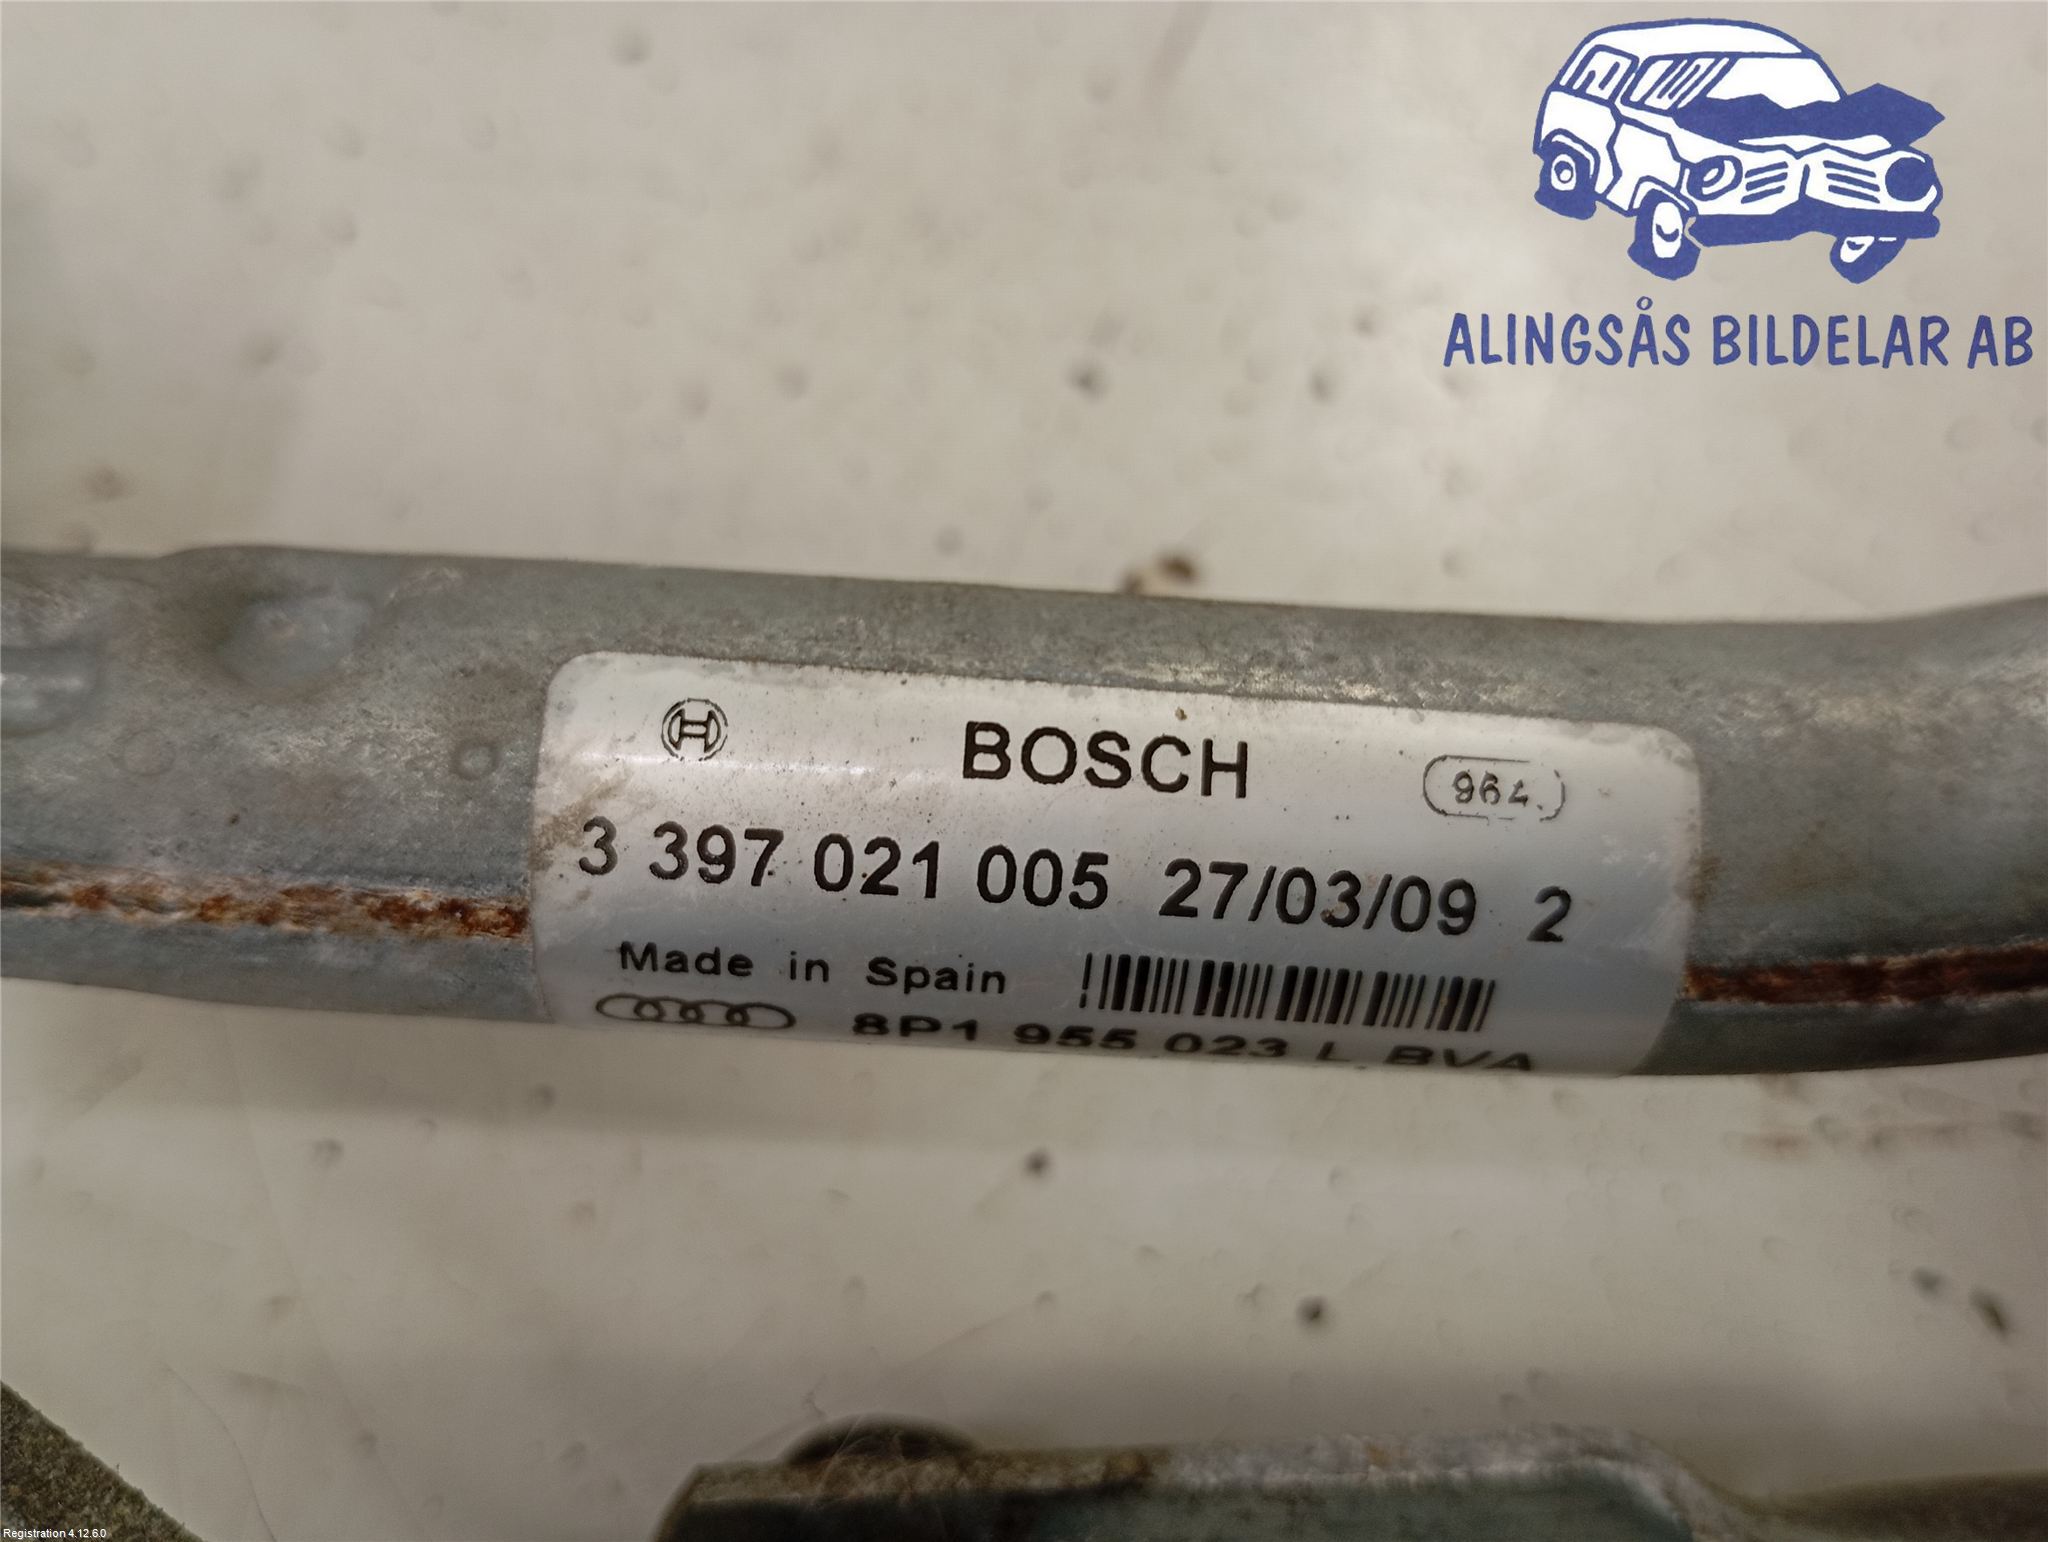 ALINGSÅS BILDELAR AB
BOSCH
964
3 397 021 005 27/03/09 2
Made in Spain
8P1 955 023 L BVA
Registration 4.12.6.0